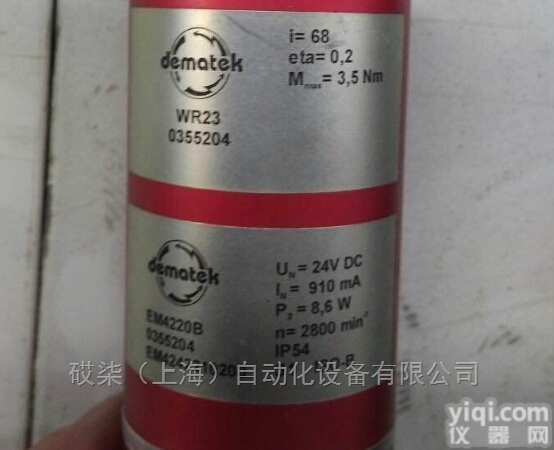 dematek
WR23
0355204
i= 68
eta= 0,2
Mmax= 3,5 Nm
dematek
EM4220B
0355204
UN= 24V DC
IN= 910 mA
P2= 8,6 W
n= 2800 min-1
IP54
砹柒（上海）自动化设备有限公司
yiqi.com
仪器网